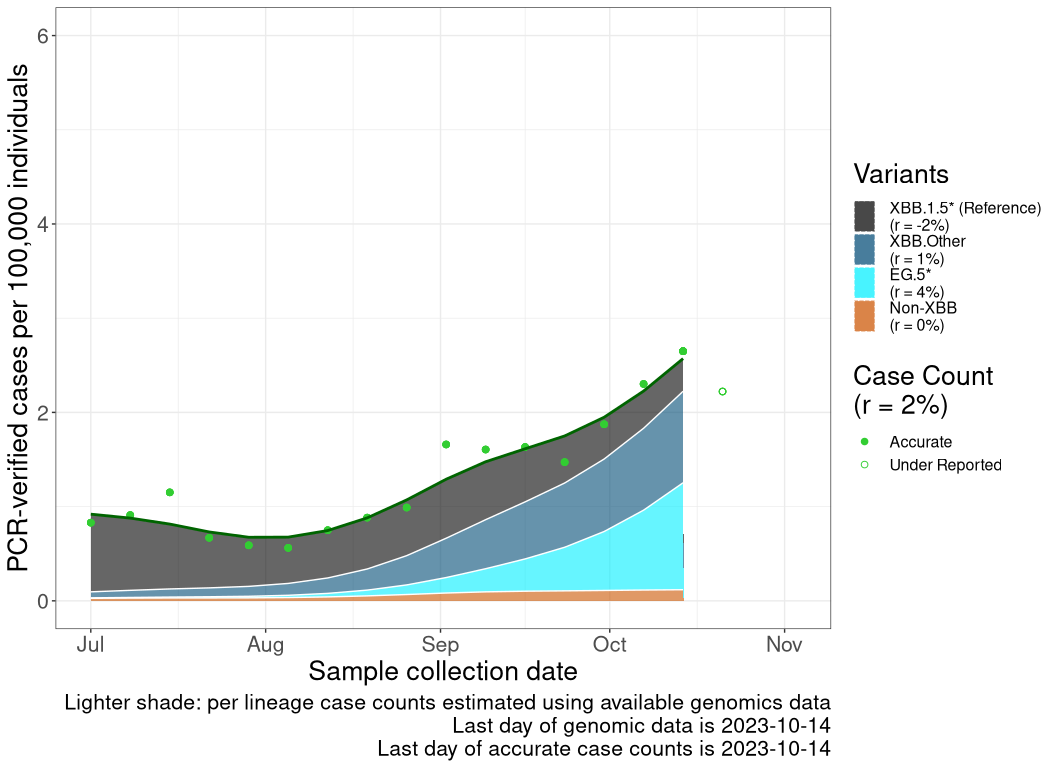 PCR-verified cases per 100,000 individuals
6
4
2
0
Jul Aug Sep Oct Nov
Sample collection date
Lighter shade: per lineage case counts estimated using available genomics data
Last day of genomic data is 2023-10-14
Last day of accurate case counts is 2023-10-14
Variants
XBB.1.5* (Reference)
(r = -2%)
XBB.Other
(r = 1%)
EG.5*
(r = 4%)
Non-XBB
(r = 0%)
Case Count
(r = 2%)
Accurate
Under Reported